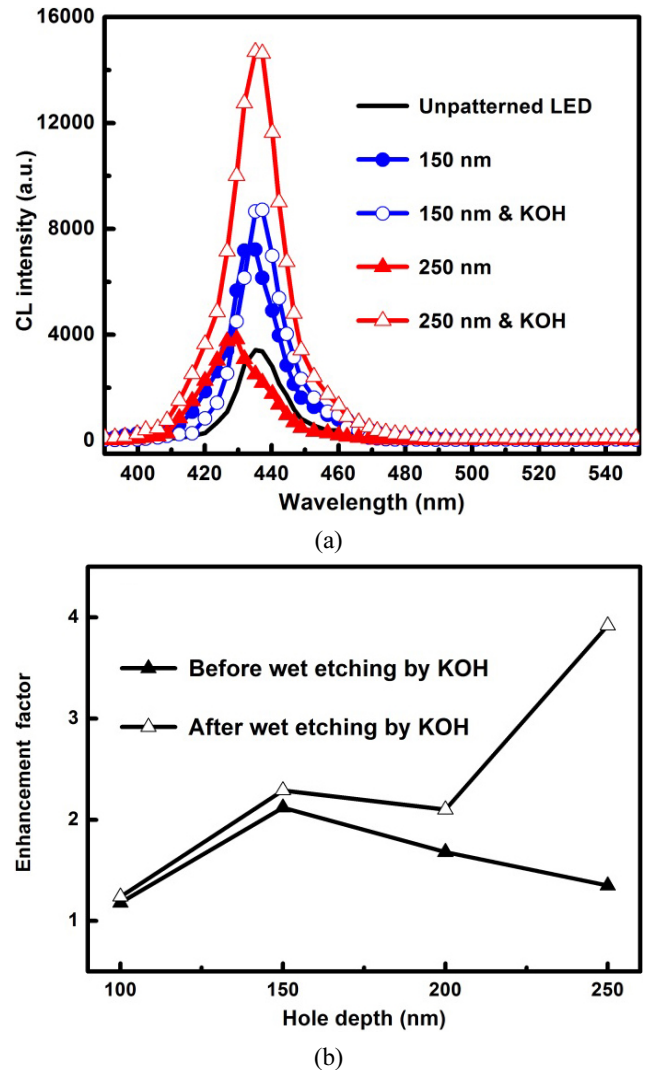 16000
12000
8000
4000
0
CL intensity (a.u.)
Unpatterned LED
150 nm
150 nm & KOH
250 nm
250 nm & KOH
400 420 440 460 480 500 520 540
Wavelength (nm)
(a)
4
3
2
1
Enhancement factor
Before wet etching by KOH
After wet etching by KOH
100 150 200 250
Hole depth (nm)
(b)